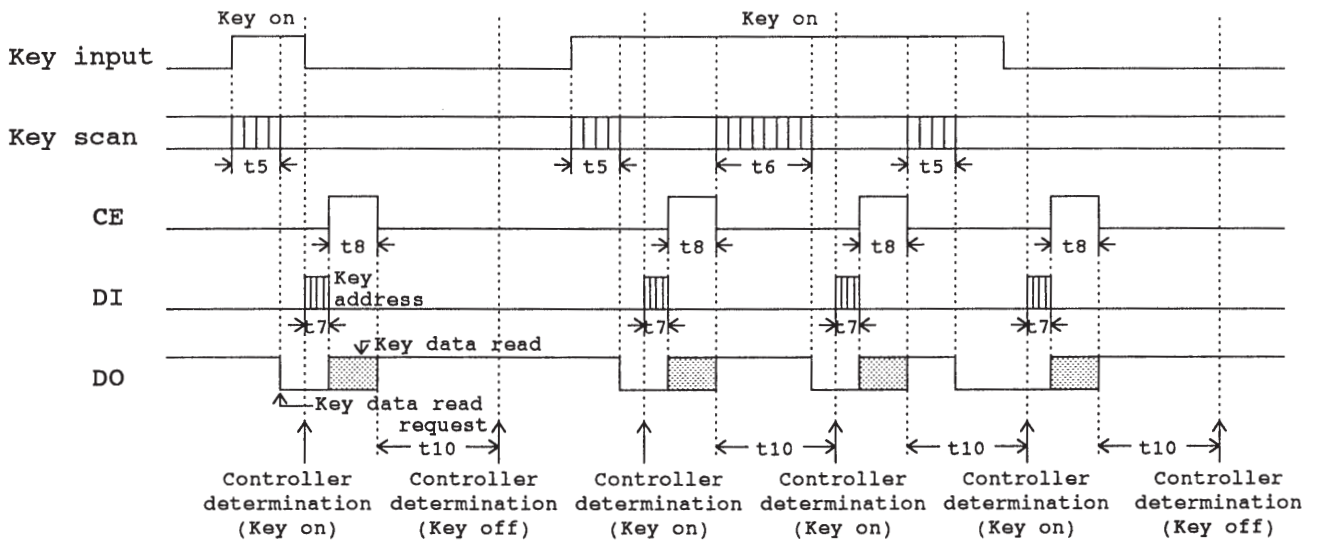 Key on
Key on
Key input
Key scan
t5
t5
t6
t5
CE
t8
t8
t8
t8
DI
Key
address
t7
t7
t7
t7
Key data read
DO
Key data read
request
t10
t10
t10
t10
Controller
determination
(Key on)
Controller
determination
(Key off)
Controller
determination
(Key on)
Controller
determination
(Key on)
Controller
determination
(Key on)
Controller
determination
(Key off)